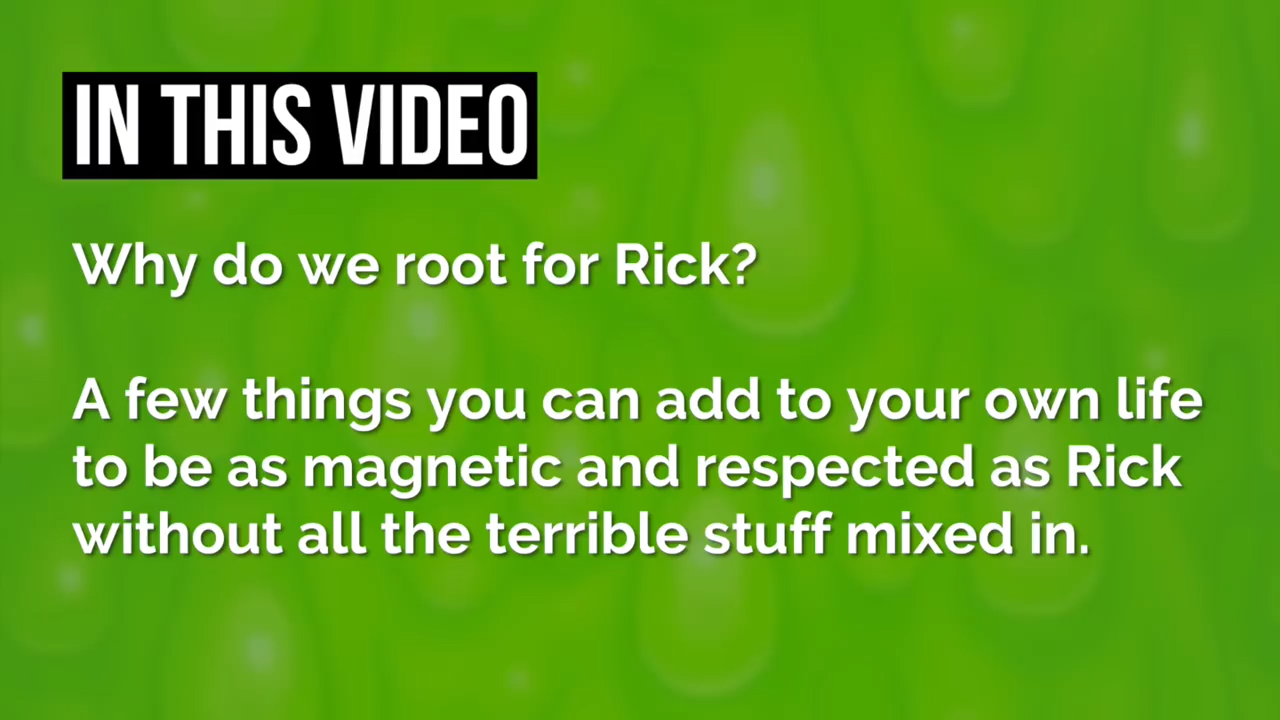 IN THIS VIDEO
Why do we root for Rick?
A few things you can add to your own life
to be as magnetic and respected as Rick
without all the terrible stuff mixed in.